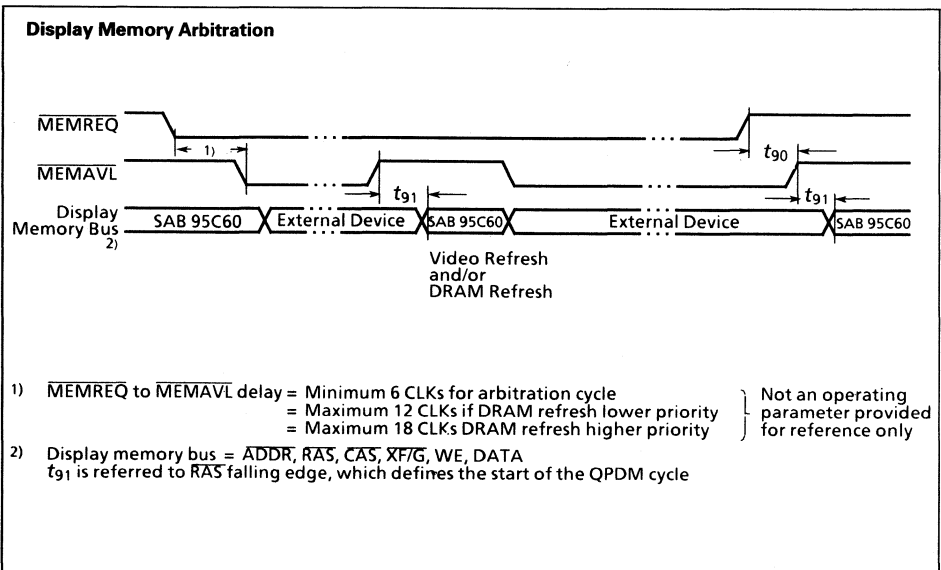 Display Memory Arbitration
MEMREQ
1)
t90
MEMAVL
t91
t91
Display
Memory Bus
2)
SAB 95C60
External Device
SAB 95C60
External Device
SAB 95C60
Video Refresh
and/or
DRAM Refresh
1) MEMREQ to MEMAVL delay = Minimum 6 CLKs for arbitration cycle
= Maximum 12 CLKs if DRAM refresh lower priority
= Maximum 18 CLKs DRAM refresh higher priority
Not an operating
parameter provided
for reference only
2) Display memory bus = ADDR, RAS, CAS, XF/G, WE, DATA
t91 is referred to RAS falling edge, which defines the start of the QPDM cycle